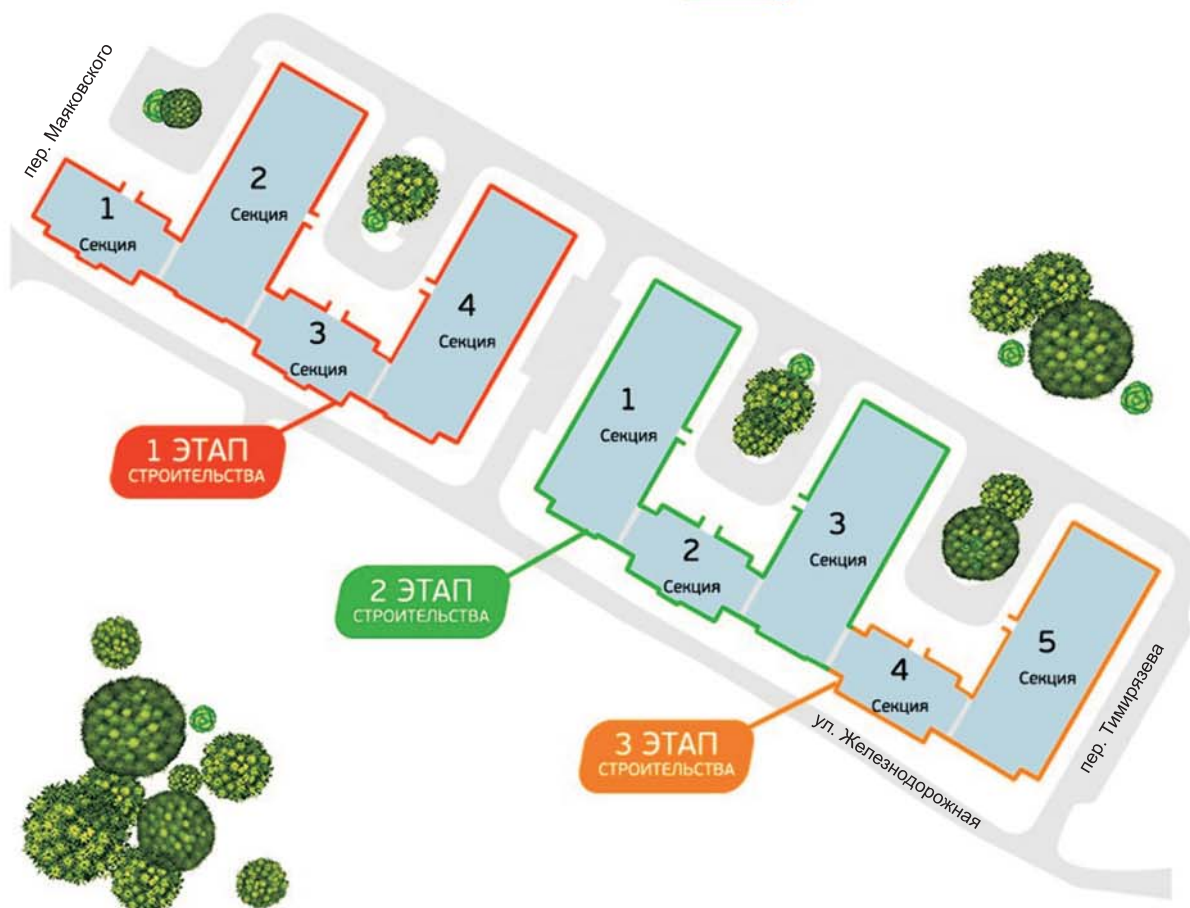 пер. Маяковского
1
Секция
2
Секция
3
Секция
4
Секция
1 ЭТАП
СТРОИТЕЛЬСТВА
1
Секция
2
Секция
3
Секция
2 ЭТАП
СТРОИТЕЛЬСТВА
4
Секция
5
Секция
3 ЭТАП
СТРОИТЕЛЬСТВА
ул. Железнодорожная
пер. Тимирязева